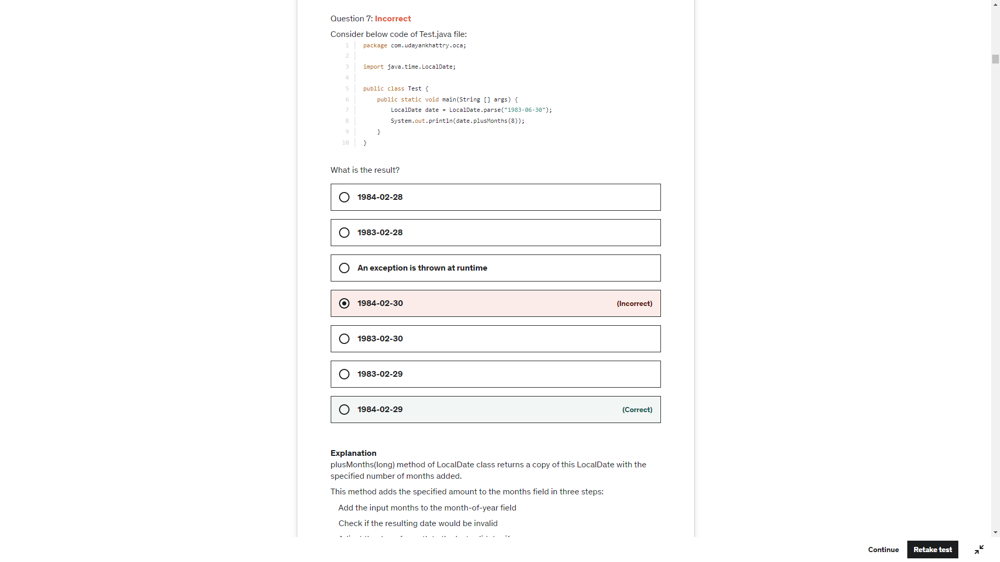 Question 7: Incorrect
Consider below code of Test.java file:
1 package com.udayankhattry.oca;
2
3 import java.time.LocalDate;
4
5 public class Test {
6 public static void main(String [] args) {
7 LocalDate date = LocalDate.parse("1983-06-30");
8 System.out.println(date.plusMonths(8));
9 }
10 }
What is the result?
1984-02-28
1983-02-28
An exception is thrown at runtime
1984-02-30 (Incorrect)
1983-02-30
1983-02-29
1984-02-29 (Correct)
Explanation
plusMonths(long) method of LocalDate class returns a copy of this LocalDate with the
specified number of months added.
This method adds the specified amount to the months field in three steps:
Add the input months to the month-of-year field
Check if the resulting date would be invalid
Continue Retake test